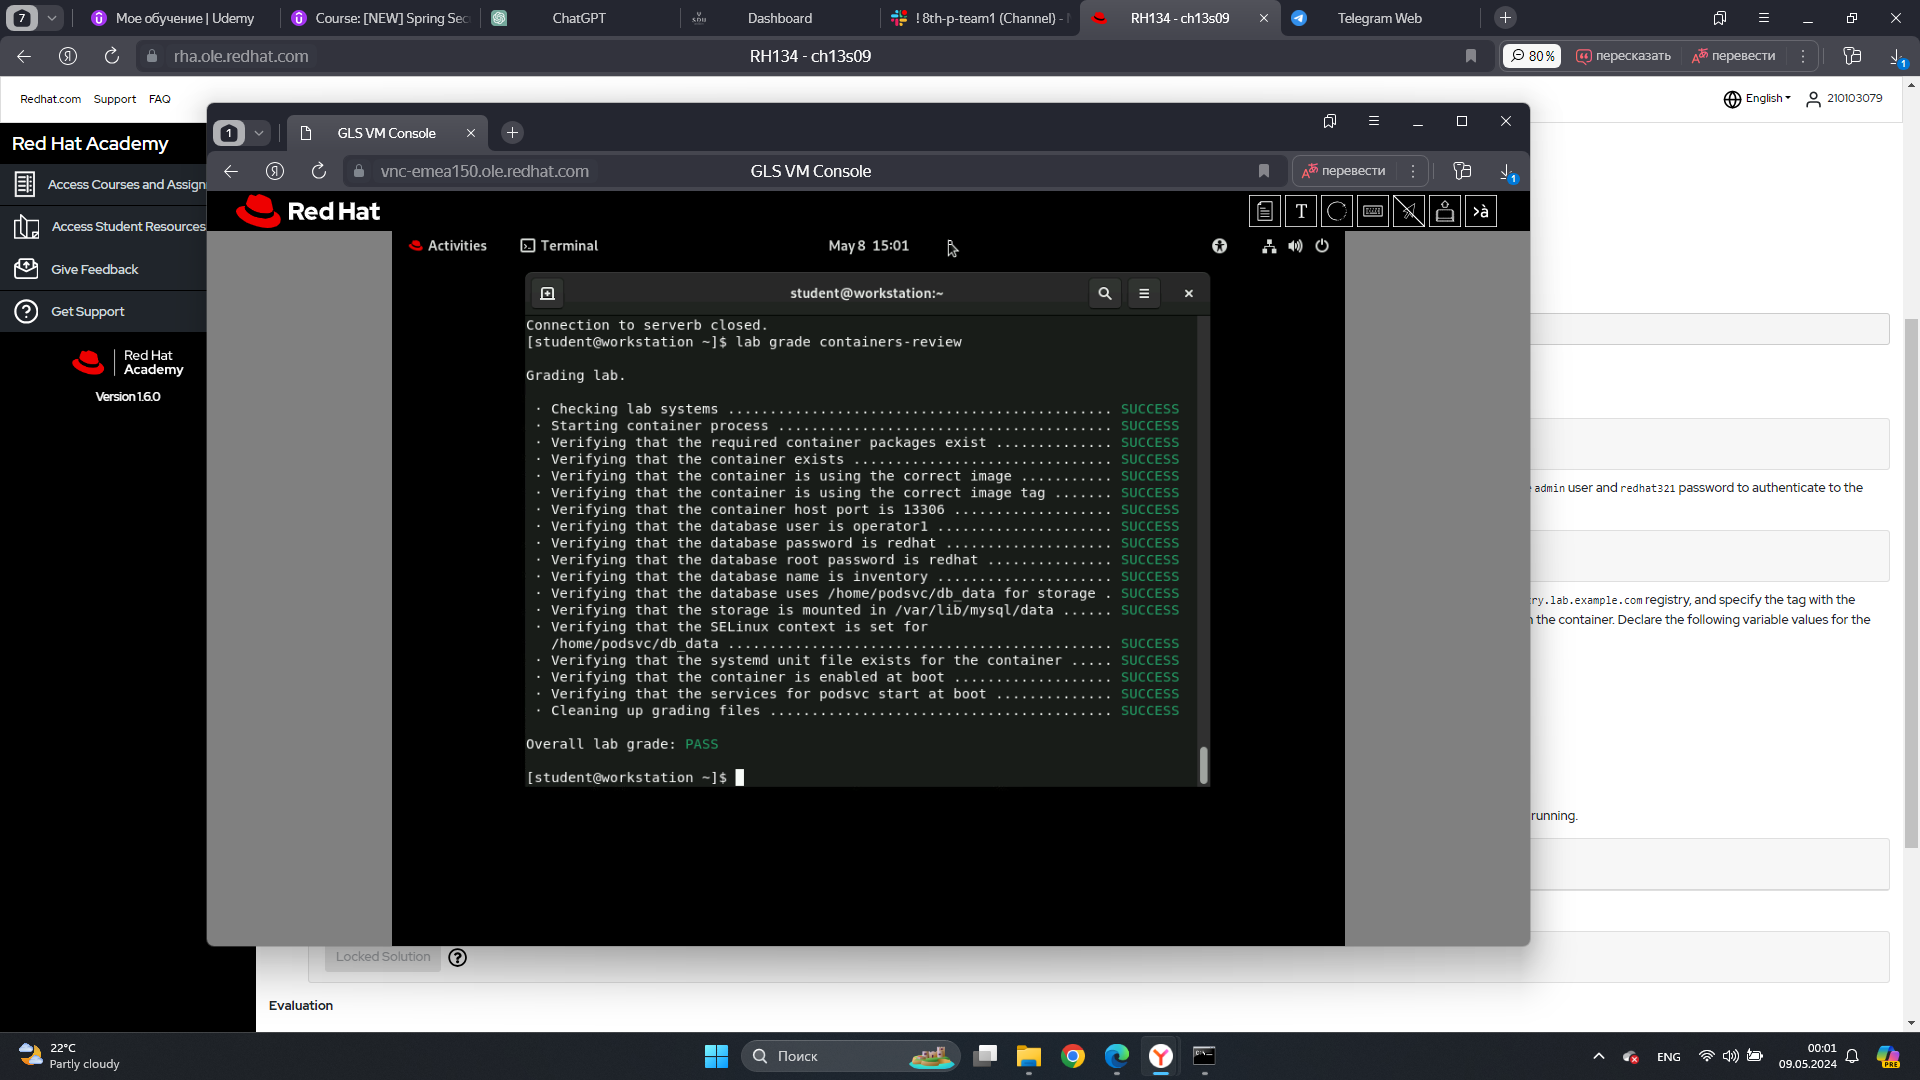 7
Мое обучение | Udemy
Course: [NEW] Spring Sec
ChatGPT
Dashboard
! 8th-p-team1 (Channel) -
RH134 - ch13s09
Telegram Web
rha.ole.redhat.com
RH134 - ch13s09
80%
пересказать
перевести
1
Redhat.com Support FAQ
English
210103079
Red Hat Academy
Access Courses and Assign
Access Student Resources
Give Feedback
Get Support
Red Hat
Academy
Version 1.6.0
1
GLS VM Console
vnc-emea150.ole.redhat.com
GLS VM Console
перевести
1
Red Hat
T
>à
Activities
Terminal
May 8 15:01
student@workstation:~
Connection to serverb closed.
[student@workstation ~]$ lab grade containers-review
Grading lab.
· Checking lab systems .............................................. SUCCESS
· Starting container process ........................................ SUCCESS
· Verifying that the required container packages exist .............. SUCCESS
· Verifying that the container exists ............................... SUCCESS
· Verifying that the container is using the correct image ........... SUCCESS
· Verifying that the container is using the correct image tag ....... SUCCESS
· Verifying that the container host port is 13306 ................... SUCCESS
· Verifying that the database user is operator1 ..................... SUCCESS
· Verifying that the database password is redhat .................... SUCCESS
· Verifying that the database root password is redhat ............... SUCCESS
· Verifying that the database name is inventory ..................... SUCCESS
· Verifying that the database uses /home/podsvc/db_data for storage . SUCCESS
· Verifying that the storage is mounted in /var/lib/mysql/data ...... SUCCESS
· Verifying that the SELinux context is set for
/home/podsvc/db_data .............................................. SUCCESS
· Verifying that the systemd unit file exists for the container ..... SUCCESS
· Verifying that the container is enabled at boot ................... SUCCESS
· Verifying that the services for podsvc start at boot .............. SUCCESS
· Cleaning up grading files ......................................... SUCCESS
Overall lab grade: PASS
[student@workstation ~]$
admin user and redhat321 password to authenticate to the
ry.lab.example.com registry, and specify the tag with the
the container. Declare the following variable values for the
running.
Locked Solution
?
Evaluation
22°C
Partly cloudy
Поиск
ENG
00:01
09.05.2024
PRE